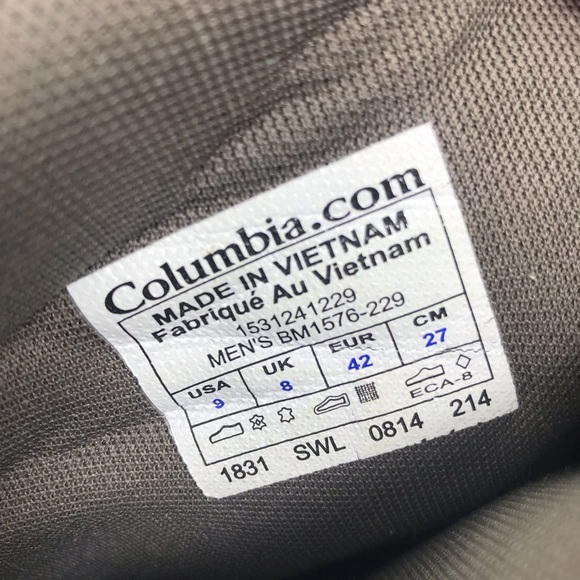 Columbia.com
MADE IN VIETNAM
Fabriqué Au Vietnam
1531241229
MEN'S BM1576-229
USA UK EUR CM
9 8 42 27
ECA-8
1831 SWL 0814 214